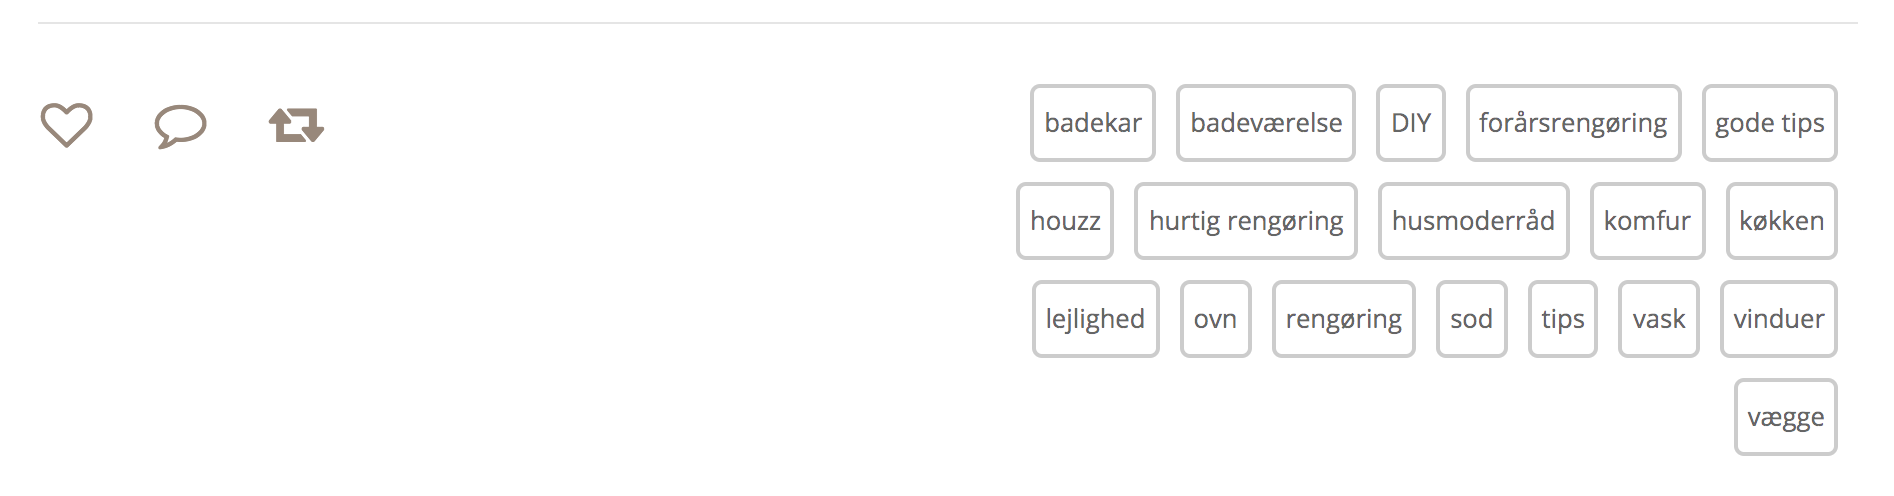 badekar badeværelse DIY forårsrengøring gode tips
houzz hurtig rengøring husmoderråd komfur køkken
lejlighed ovn rengøring sod tips vask vinduer
vægge